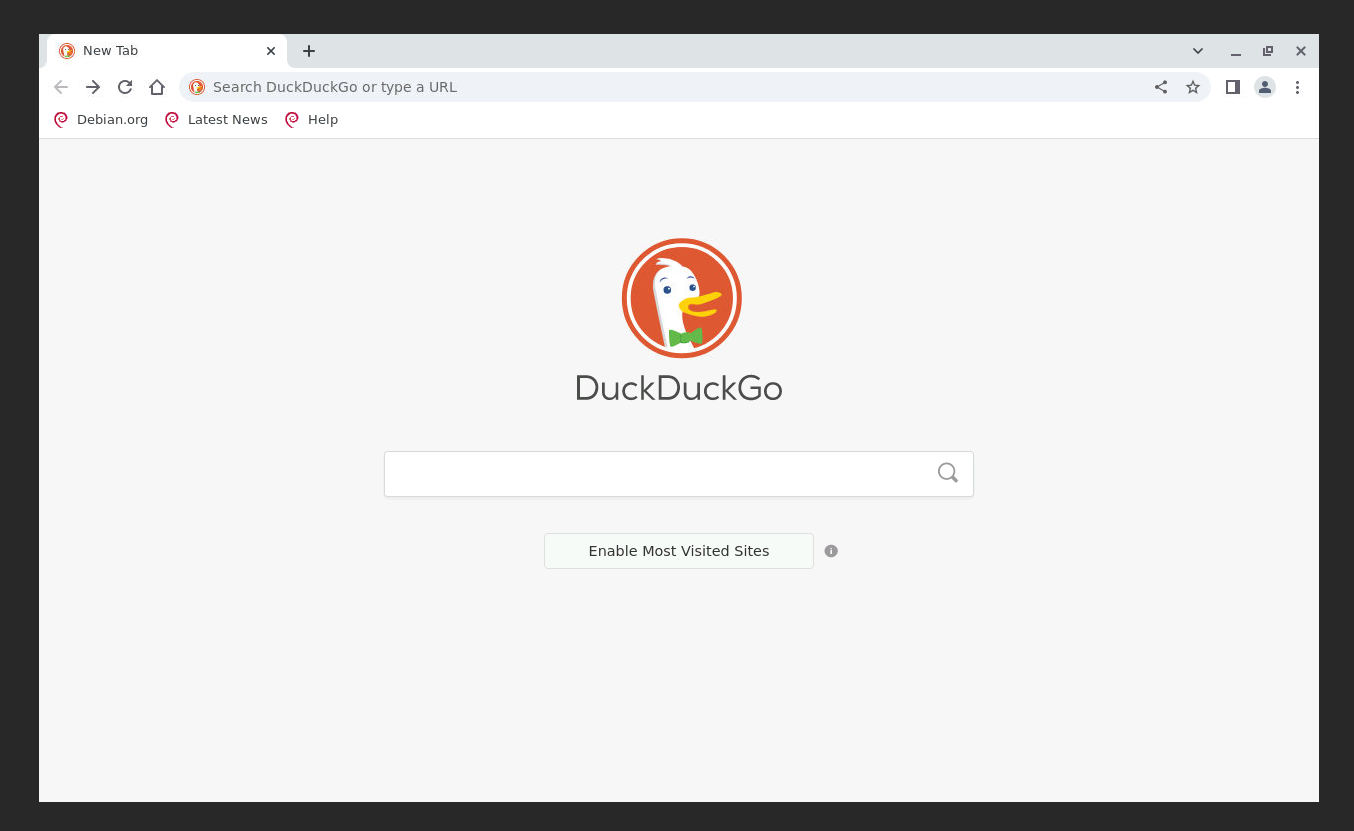 New Tab
Search DuckDuckGo or type a URL
Debian.org Latest News Help
DuckDuckGo
Enable Most Visited Sites